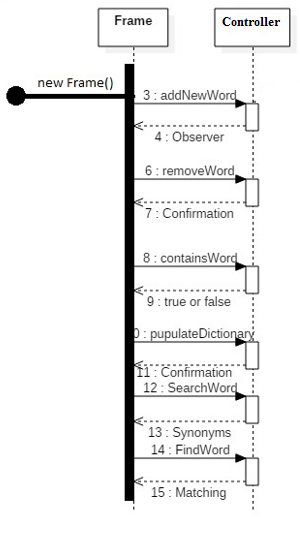 Frame
Controller
new Frame()
3 : addNewWord
4 : Observer
6 : removeWord
7 : Confirmation
8 : containsWord
9 : true or false
0 : pupulateDictionary
11 : Confirmation
12 : SearchWord
13 : Synonyms
14 : FindWord
15 : Matching